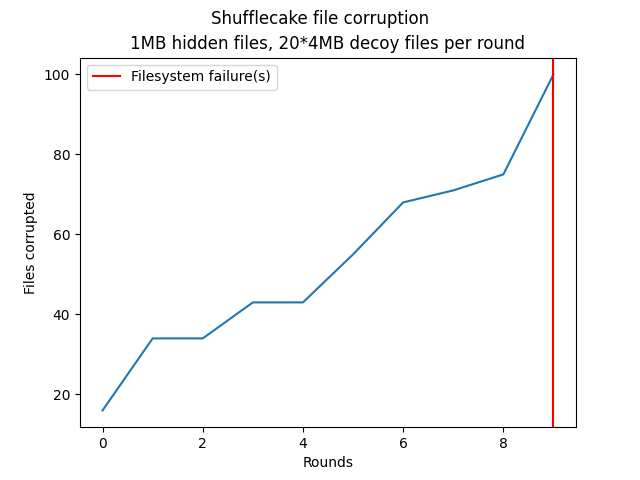 Shufflecake file corruption
1MB hidden files, 20*4MB decoy files per round
Filesystem failure(s)
100
80
60
40
20
Files corrupted
0 2 4 6 8
Rounds